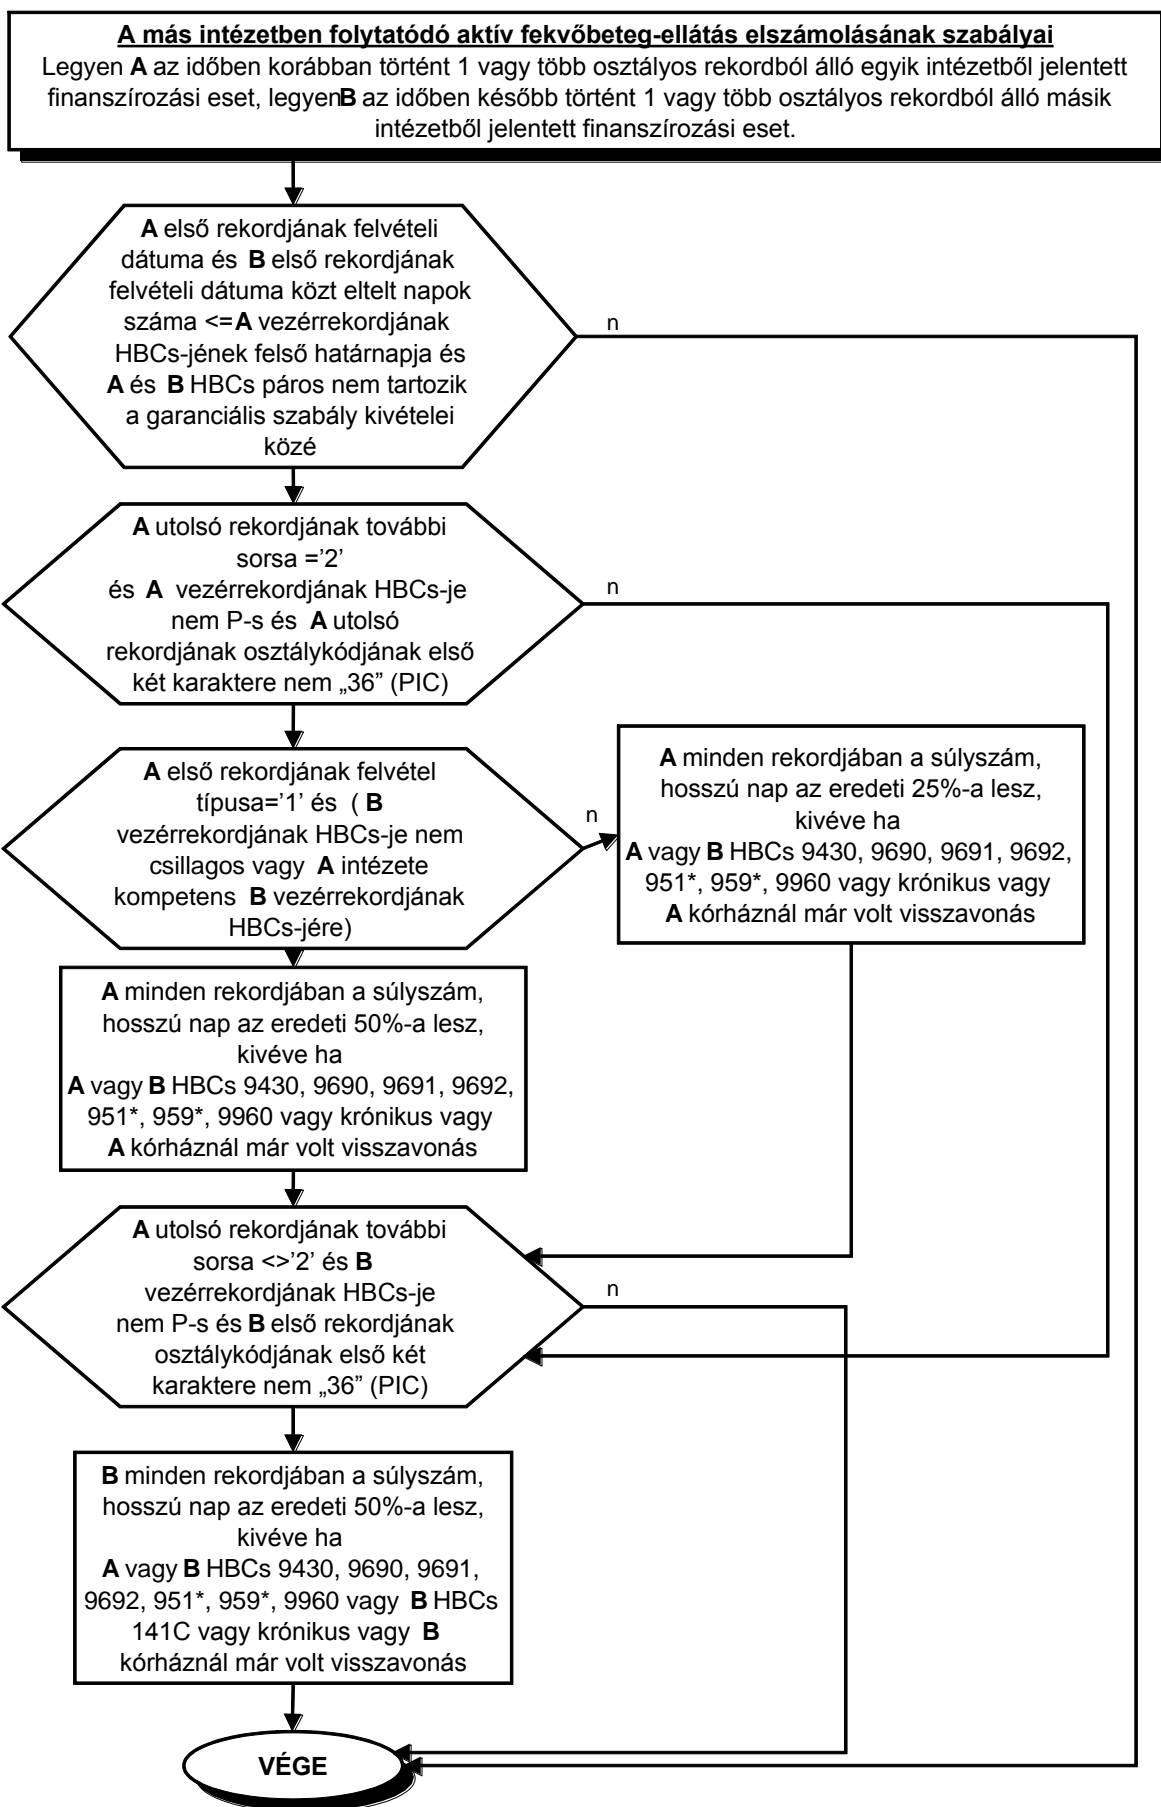 A más intézetben folytatódó aktív fekvőbeteg-ellátás elszámolásának szabályai
Legyen A az időben korábban történt 1 vagy több osztályos rekordból álló egyik intézetből jelentett
finanszírozási eset, legyenB az időben később történt 1 vagy több osztályos rekordból álló másik
intézetből jelentett finanszírozási eset.
A első rekordjának felvételi
dátuma és B első rekordjának
felvételi dátuma közt eltelt napok
száma <=A vezérrekordjának
HBCs-jének felső határnapja és
A és B HBCs páros nem tartozik
a garanciális szabály kivételei
közé
n
A utolsó rekordjának további
sorsa ='2'
és A vezérrekordjának HBCs-je
nem P-s és A utolsó
rekordjának osztálykódjának első
két karaktere nem „36” (PIC)
n
A első rekordjának felvétel
típusa='1' és ( B
vezérrekordjának HBCs-je nem
csillagos vagy A intézete
kompetens B vezérrekordjának
HBCs-jére)
n
A minden rekordjában a súlyszám,
hosszú nap az eredeti 25%-a lesz,
kivéve ha
A vagy B HBCs 9430, 9690, 9691, 9692,
951*, 959*, 9960 vagy krónikus vagy
A kórháznál már volt visszavonás
A minden rekordjában a súlyszám,
hosszú nap az eredeti 50%-a lesz,
kivéve ha
A vagy B HBCs 9430, 9690, 9691, 9692,
951*, 959*, 9960 vagy krónikus vagy
A kórháznál már volt visszavonás
A utolsó rekordjának további
sorsa <>'2' és B
vezérrekordjának HBCs-je
nem P-s és B első rekordjának
osztálykódjának első két
karaktere nem „36” (PIC)
n
B minden rekordjában a súlyszám,
hosszú nap az eredeti 50%-a lesz,
kivéve ha
A vagy B HBCs 9430, 9690, 9691,
9692, 951*, 959*, 9960 vagy B HBCs
141C vagy krónikus vagy B
kórháznál már volt visszavonás
VÉGE